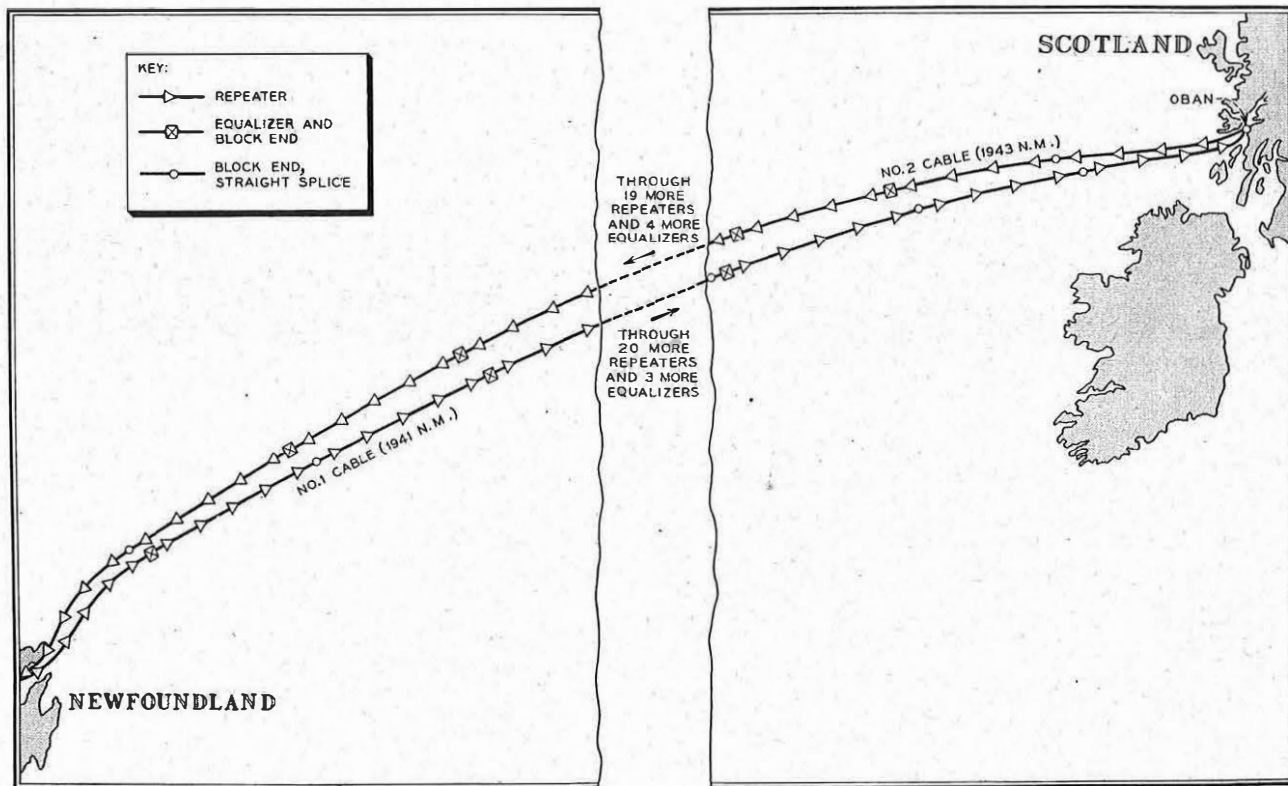 KEY:
REPEATER
EQUALIZER AND
BLOCK END
BLOCK END,
STRAIGHT SPLICE
SCOTLAND
OBAN
NO.2 CABLE (1943 N.M.)
THROUGH
19 MORE
REPEATERS
AND 4 MORE
EQUALIZERS
THROUGH
20 MORE
REPEATERS
AND 3 MORE
EQUALIZERS
NO.1 CABLE (1941 N.M.)
NEWFOUNDLAND